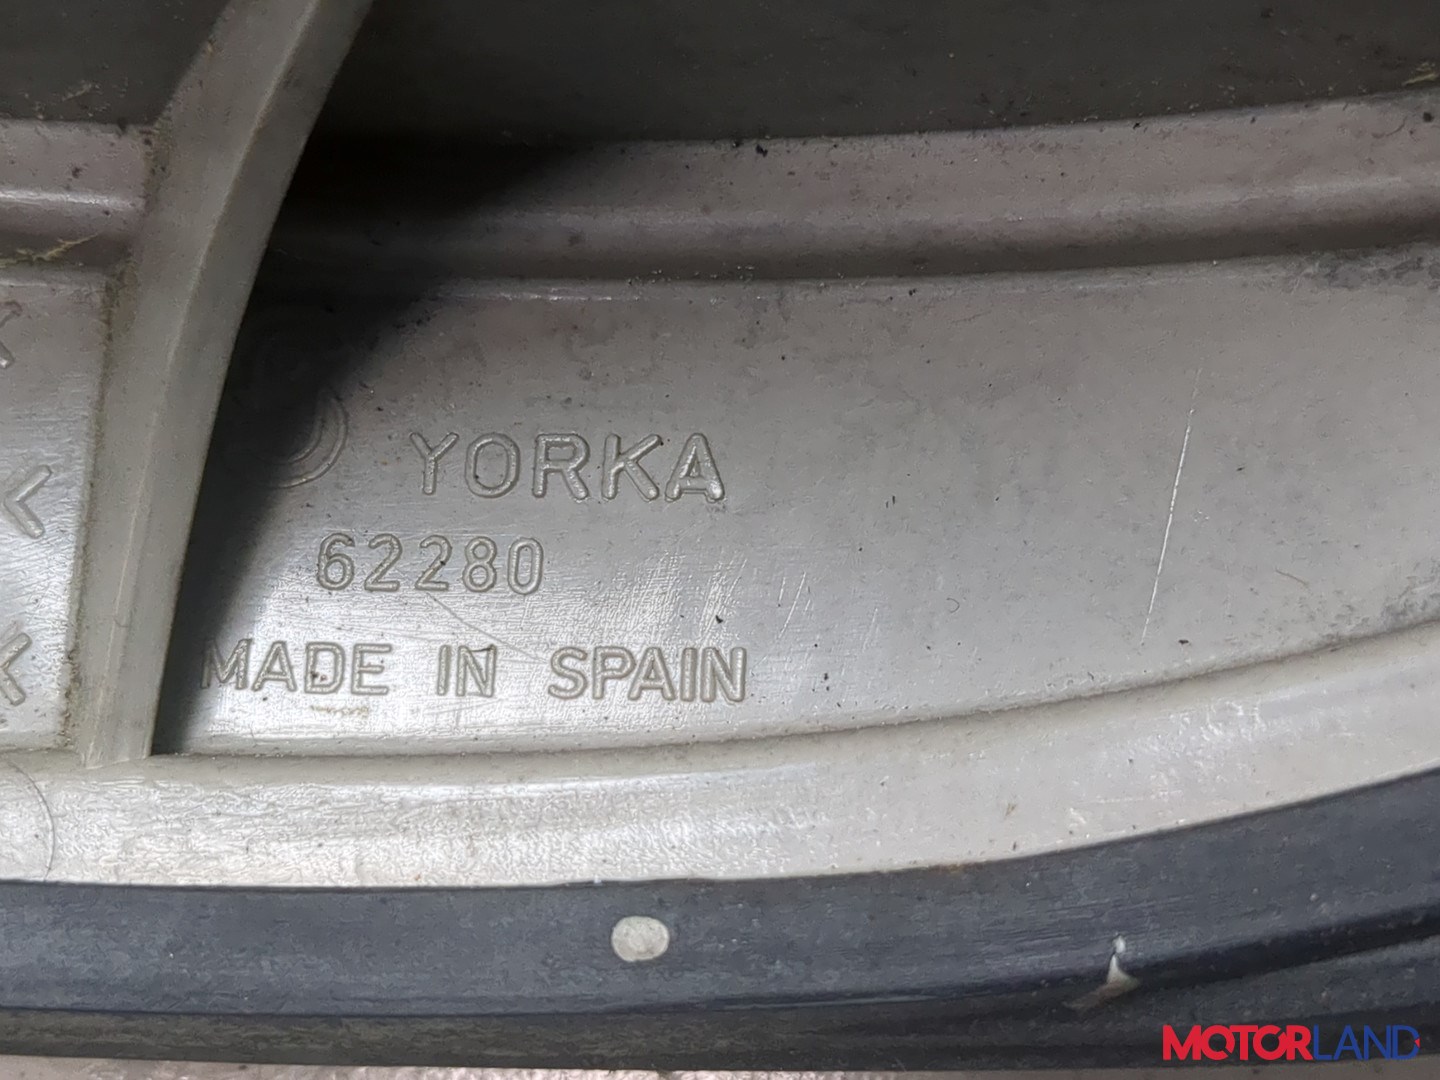 YORKA
62280
MADE IN SPAIN
MOTORLAND